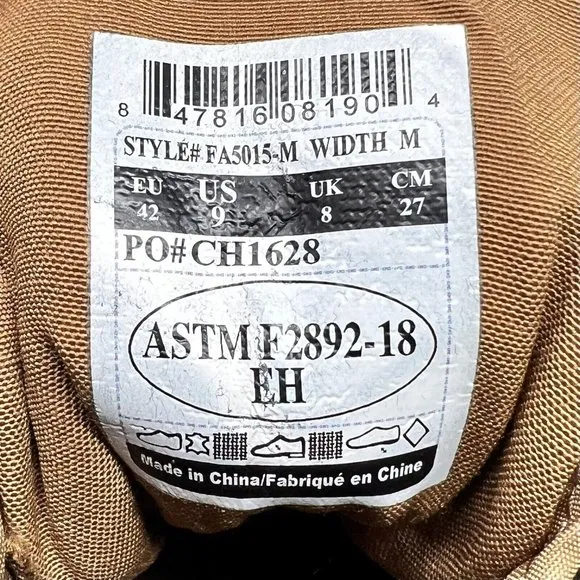 8 47816 08190 4
STYLE# FA5015-M WIDTH M
EU US UK CM
42 9 8 27
PO# CH1628
ASTM F2892-18
EH
Made in China/Fabriqué en Chine